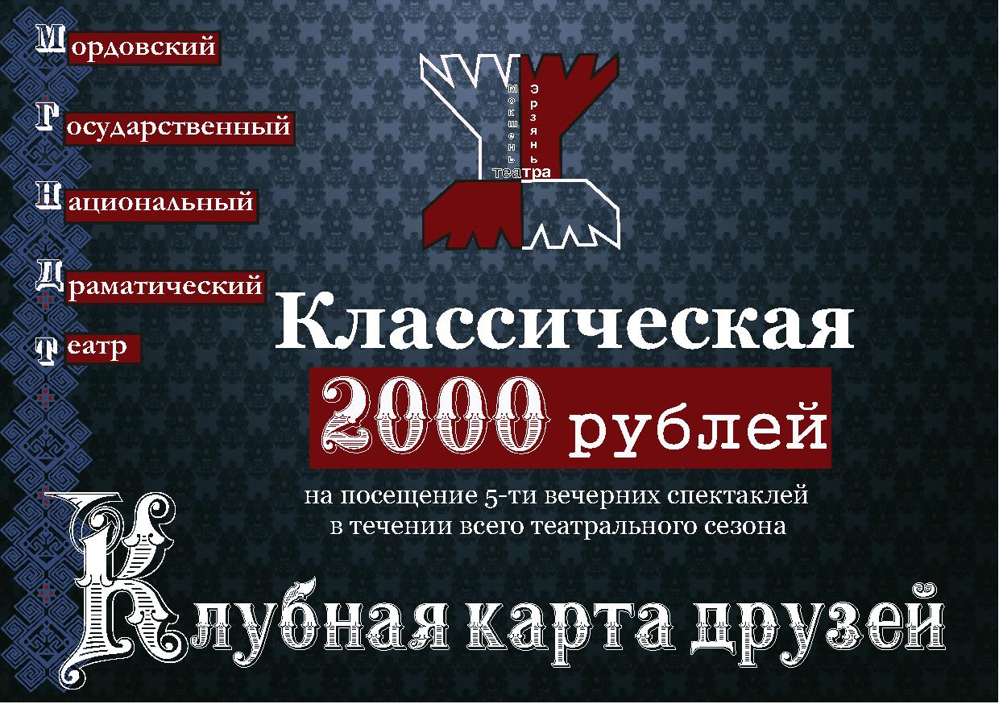 Мордовский
Государственный
Национальный
Драматический
Театр
Мокшень
Эрзянь
театра
Классическая
2000 рублей
на посещение 5-ти вечерних спектаклей
в течении всего театрального сезона
Клубная карта друзей